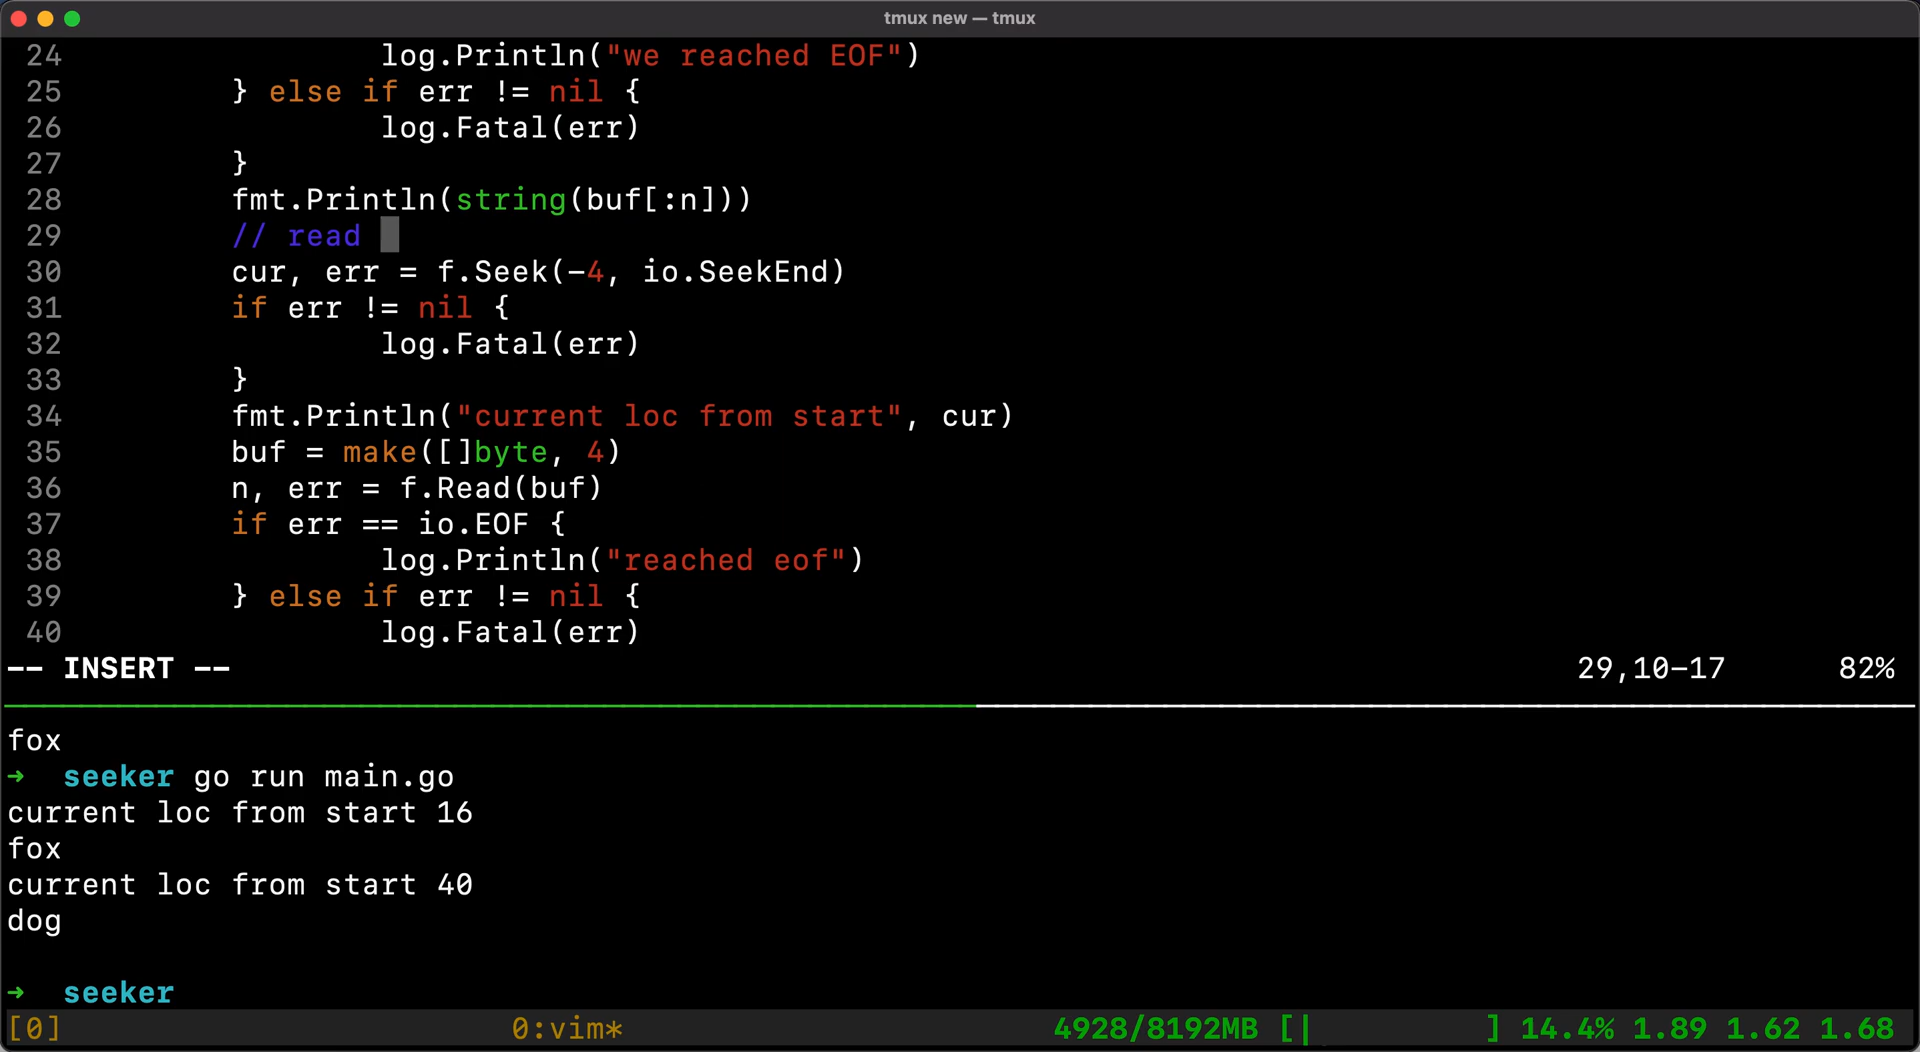 tmux new — tmux
24 log.Println("we reached EOF")
25 } else if err != nil {
26 log.Fatal(err)
27 }
28 fmt.Println(string(buf[:n]))
29 // read
30 cur, err = f.Seek(-4, io.SeekEnd)
31 if err != nil {
32 log.Fatal(err)
33 }
34 fmt.Println("current loc from start", cur)
35 buf = make([]byte, 4)
36 n, err = f.Read(buf)
37 if err == io.EOF {
38 log.Println("reached eof")
39 } else if err != nil {
40 log.Fatal(err)
-- INSERT -- 29,10-17 82%
fox
→ seeker go run main.go
current loc from start 16
fox
current loc from start 40
dog
→ seeker
[0] 0:vim* 4928/8192MB [| ] 14.4% 1.89 1.62 1.68